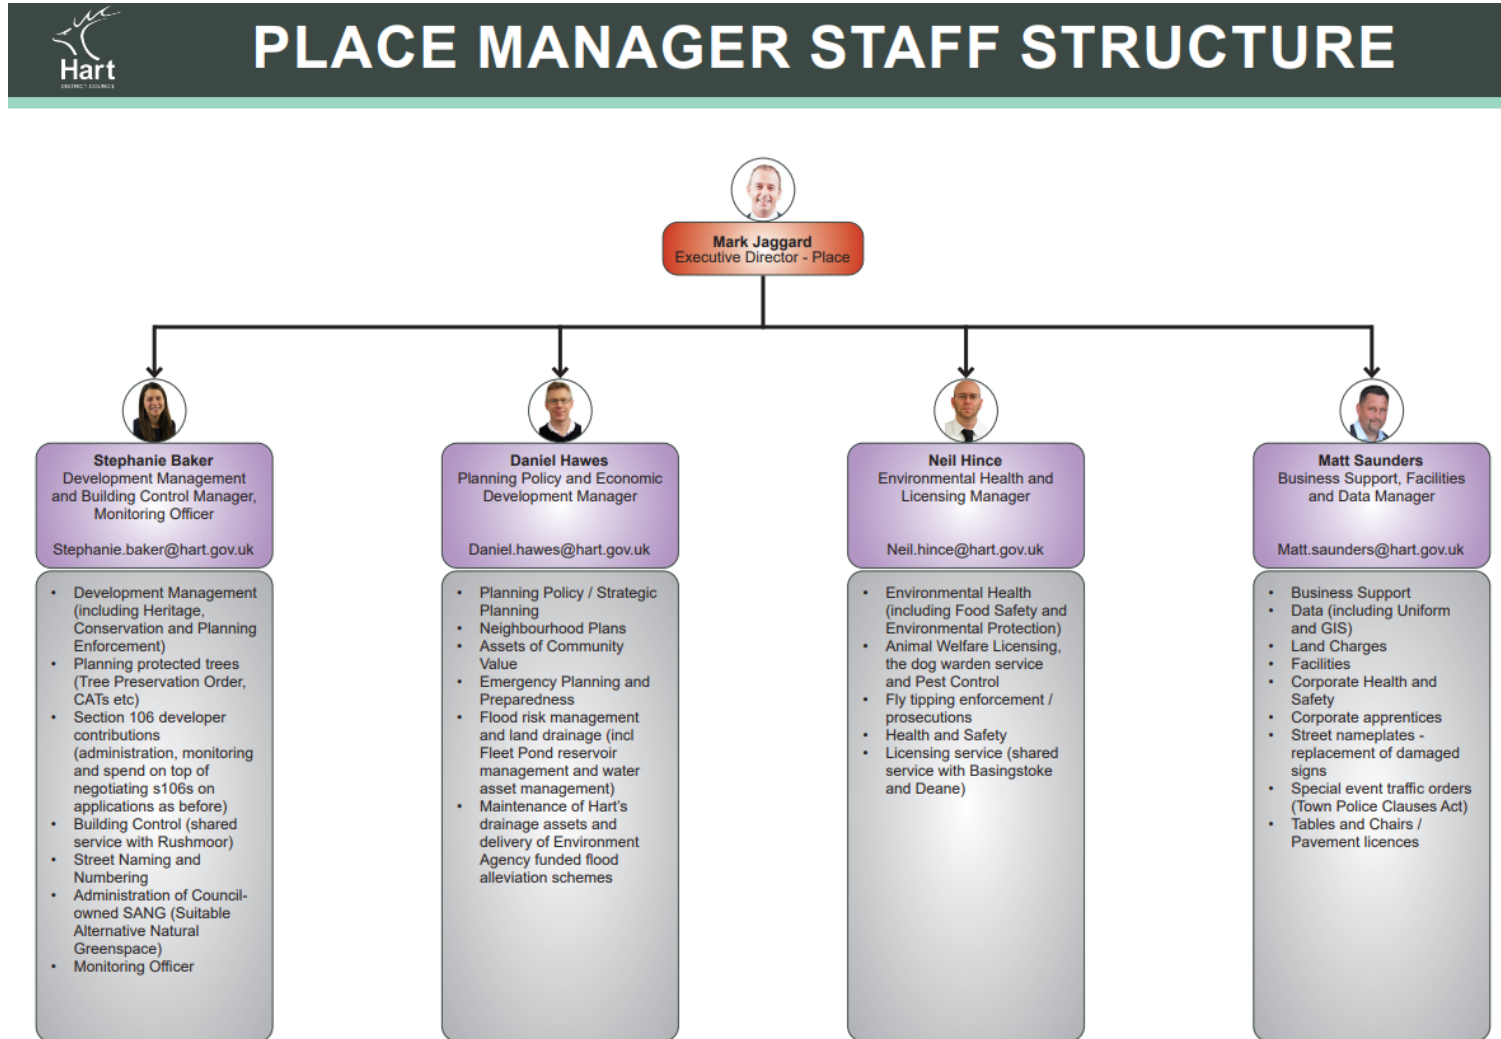 Hart
DISTRICT COUNCIL
PLACE MANAGER STAFF STRUCTURE
Mark Jaggard
Executive Director - Place
Stephanie Baker
Development Management
and Building Control Manager,
Monitoring Officer
Stephanie.baker@hart.gov.uk
• Development Management
(including Heritage,
Conservation and Planning
Enforcement)
• Planning protected trees
(Tree Preservation Order,
CATs etc)
• Section 106 developer
contributions
(administration, monitoring
and spend on top of
negotiating s106s on
applications as before)
• Building Control (shared
service with Rushmoor)
• Street Naming and
Numbering
• Administration of Council-
owned SANG (Suitable
Alternative Natural
Greenspace)
• Monitoring Officer
Daniel Hawes
Planning Policy and Economic
Development Manager
Daniel.hawes@hart.gov.uk
• Planning Policy / Strategic
Planning
• Neighbourhood Plans
• Assets of Community
Value
• Emergency Planning and
Preparedness
• Flood risk management
and land drainage (incl
Fleet Pond reservoir
management and water
asset management)
• Maintenance of Hart's
drainage assets and
delivery of Environment
Agency funded flood
alleviation schemes
Neil Hince
Environmental Health and
Licensing Manager
Neil.hince@hart.gov.uk
• Environmental Health
(including Food Safety and
Environmental Protection)
• Animal Welfare Licensing,
the dog warden service
and Pest Control
• Fly tipping enforcement /
prosecutions
• Health and Safety
• Licensing service (shared
service with Basingstoke
and Deane)
Matt Saunders
Business Support, Facilities
and Data Manager
Matt.saunders@hart.gov.uk
• Business Support
• Data (including Uniform
and GIS)
• Land Charges
• Facilities
• Corporate Health and
Safety
• Corporate apprentices
• Street nameplates -
replacement of damaged
signs
• Special event traffic orders
(Town Police Clauses Act)
• Tables and Chairs /
Pavement licences